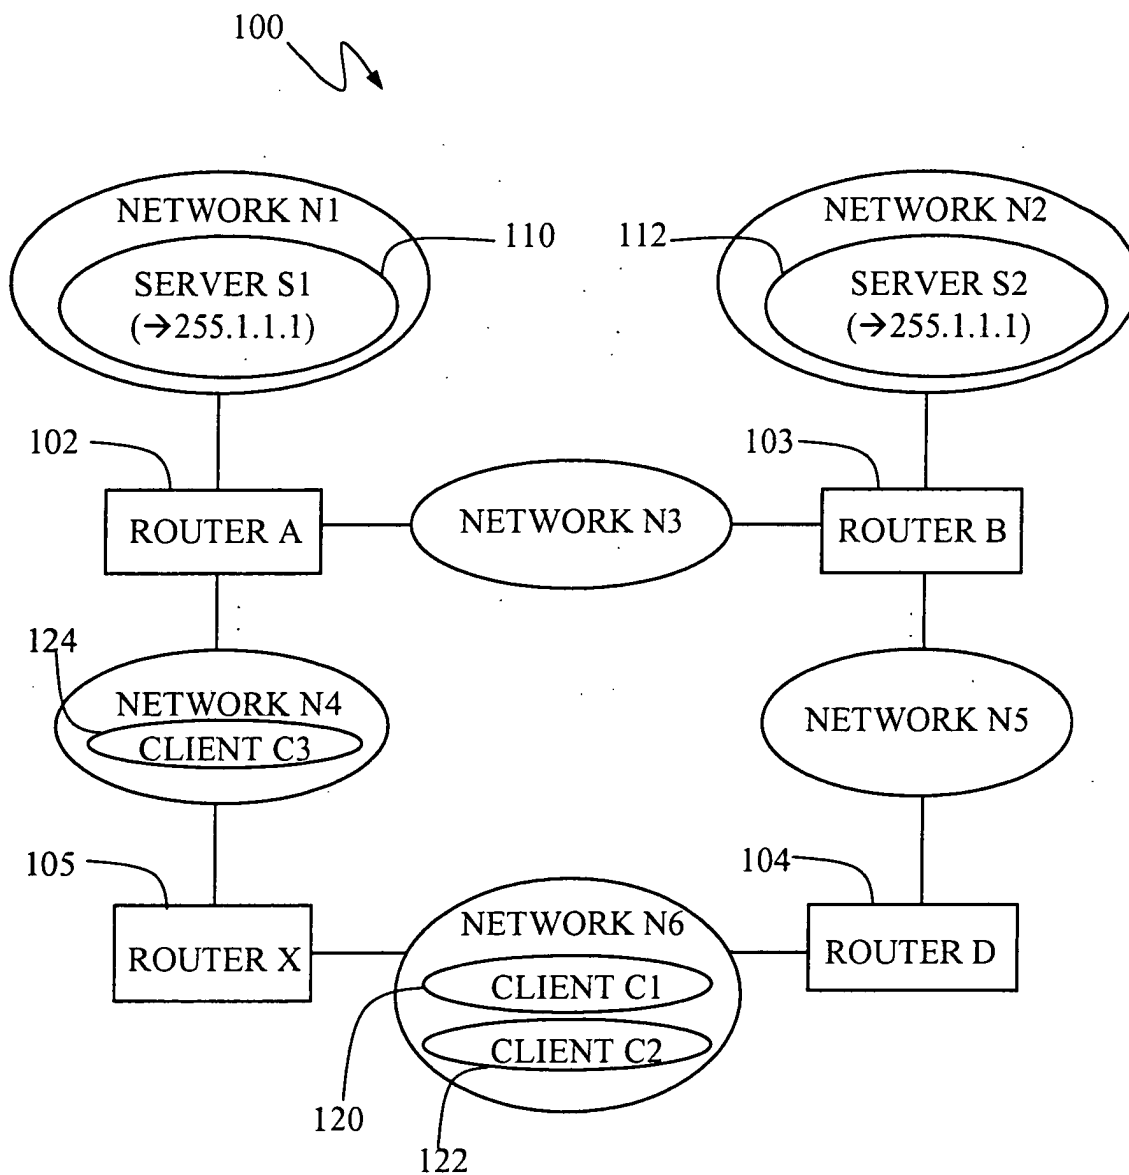 100
NETWORK N1
110
112
NETWORK N2
SERVER S1
(→255.1.1.1)
SERVER S2
(→255.1.1.1)
102
103
ROUTER A
NETWORK N3
ROUTER B
124
NETWORK N4
CLIENT C3
NETWORK N5
105
104
ROUTER X
NETWORK N6
ROUTER D
CLIENT C1
CLIENT C2
120
122